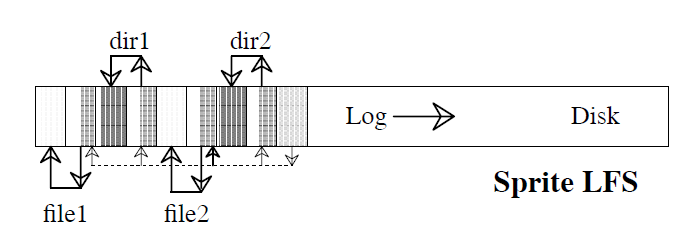 dir1 dir2
Log Disk
Sprite LFS
file1 file2